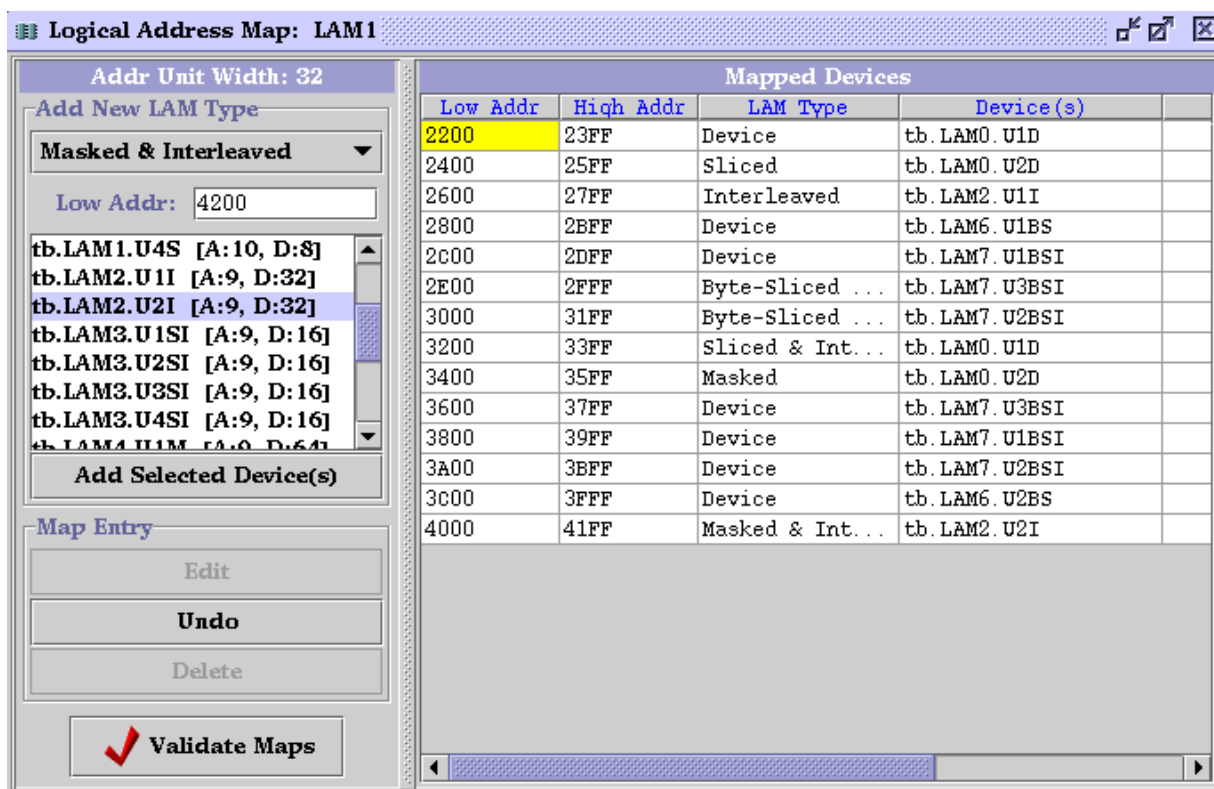 Logical Address Map: LAM1
Addr Unit Width: 32
Add New LAM Type
Masked & Interleaved
Low Addr: 4200
tb.LAM1.U4S [A:10, D:8]
tb.LAM2.U1I [A:9, D:32]
tb.LAM2.U2I [A:9, D:32]
tb.LAM3.U1SI [A:9, D:16]
tb.LAM3.U2SI [A:9, D:16]
tb.LAM3.U3SI [A:9, D:16]
tb.LAM3.U4SI [A:9, D:16]
tb.LAM4.U1M [A:9, D:64]
Add Selected Device(s)
Map Entry
Edit
Undo
Delete
Validate Maps
Mapped Devices
Low Addr High Addr LAM Type Device(s)
2200 23FF Device tb.LAM0.U1D
2400 25FF Sliced tb.LAM0.U2D
2600 27FF Interleaved tb.LAM2.U1I
2800 2BFF Device tb.LAM6.U1BS
2C00 2DFF Device tb.LAM7.U1BSI
2E00 2FFF Byte-Sliced ... tb.LAM7.U3BSI
3000 31FF Byte-Sliced ... tb.LAM7.U2BSI
3200 33FF Sliced & Int... tb.LAM0.U1D
3400 35FF Masked tb.LAM0.U2D
3600 37FF Device tb.LAM7.U3BSI
3800 39FF Device tb.LAM7.U1BSI
3A00 3BFF Device tb.LAM7.U2BSI
3C00 3FFF Device tb.LAM6.U2BS
4000 41FF Masked & Int... tb.LAM2.U2I